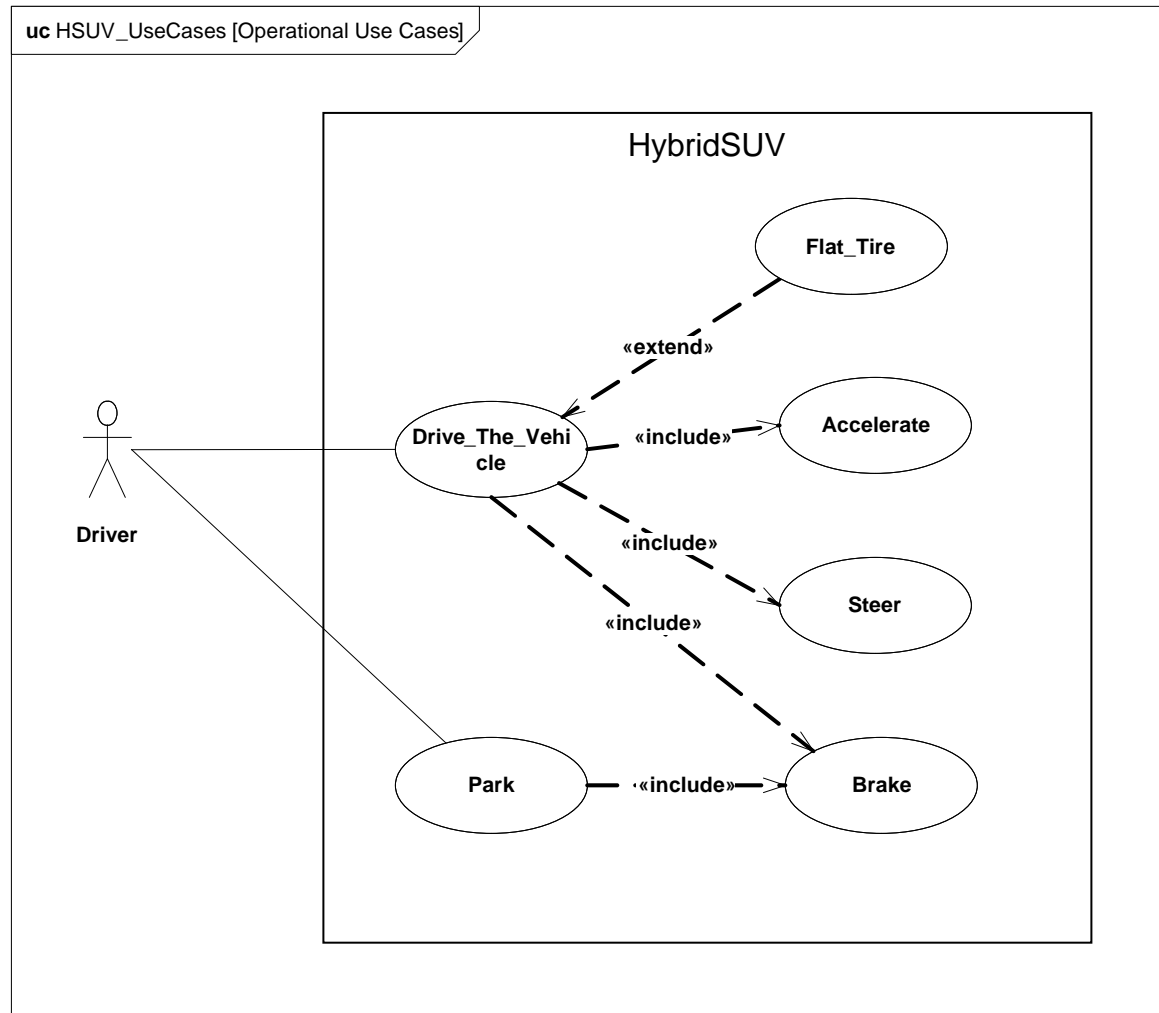 uc HSUV_UseCases [Operational Use Cases]
HybridSUV
Flat_Tire
«extend»
Accelerate
«include»
Drive_The_Vehi
cle
Driver
«include»
Steer
«include»
Park
«include»
Brake